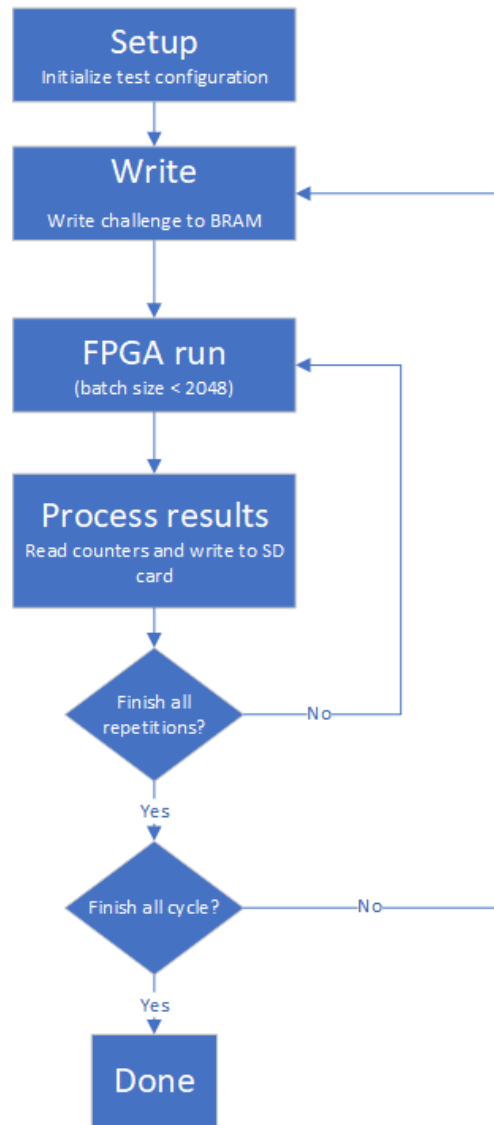 Setup
Initialize test configuration
Write
Write challenge to BRAM
FPGA run
(batch size < 2048)
Process results
Read counters and write to SD
card
Finish all
repetitions?
No
Yes
Finish all cycle?
No
Yes
Done